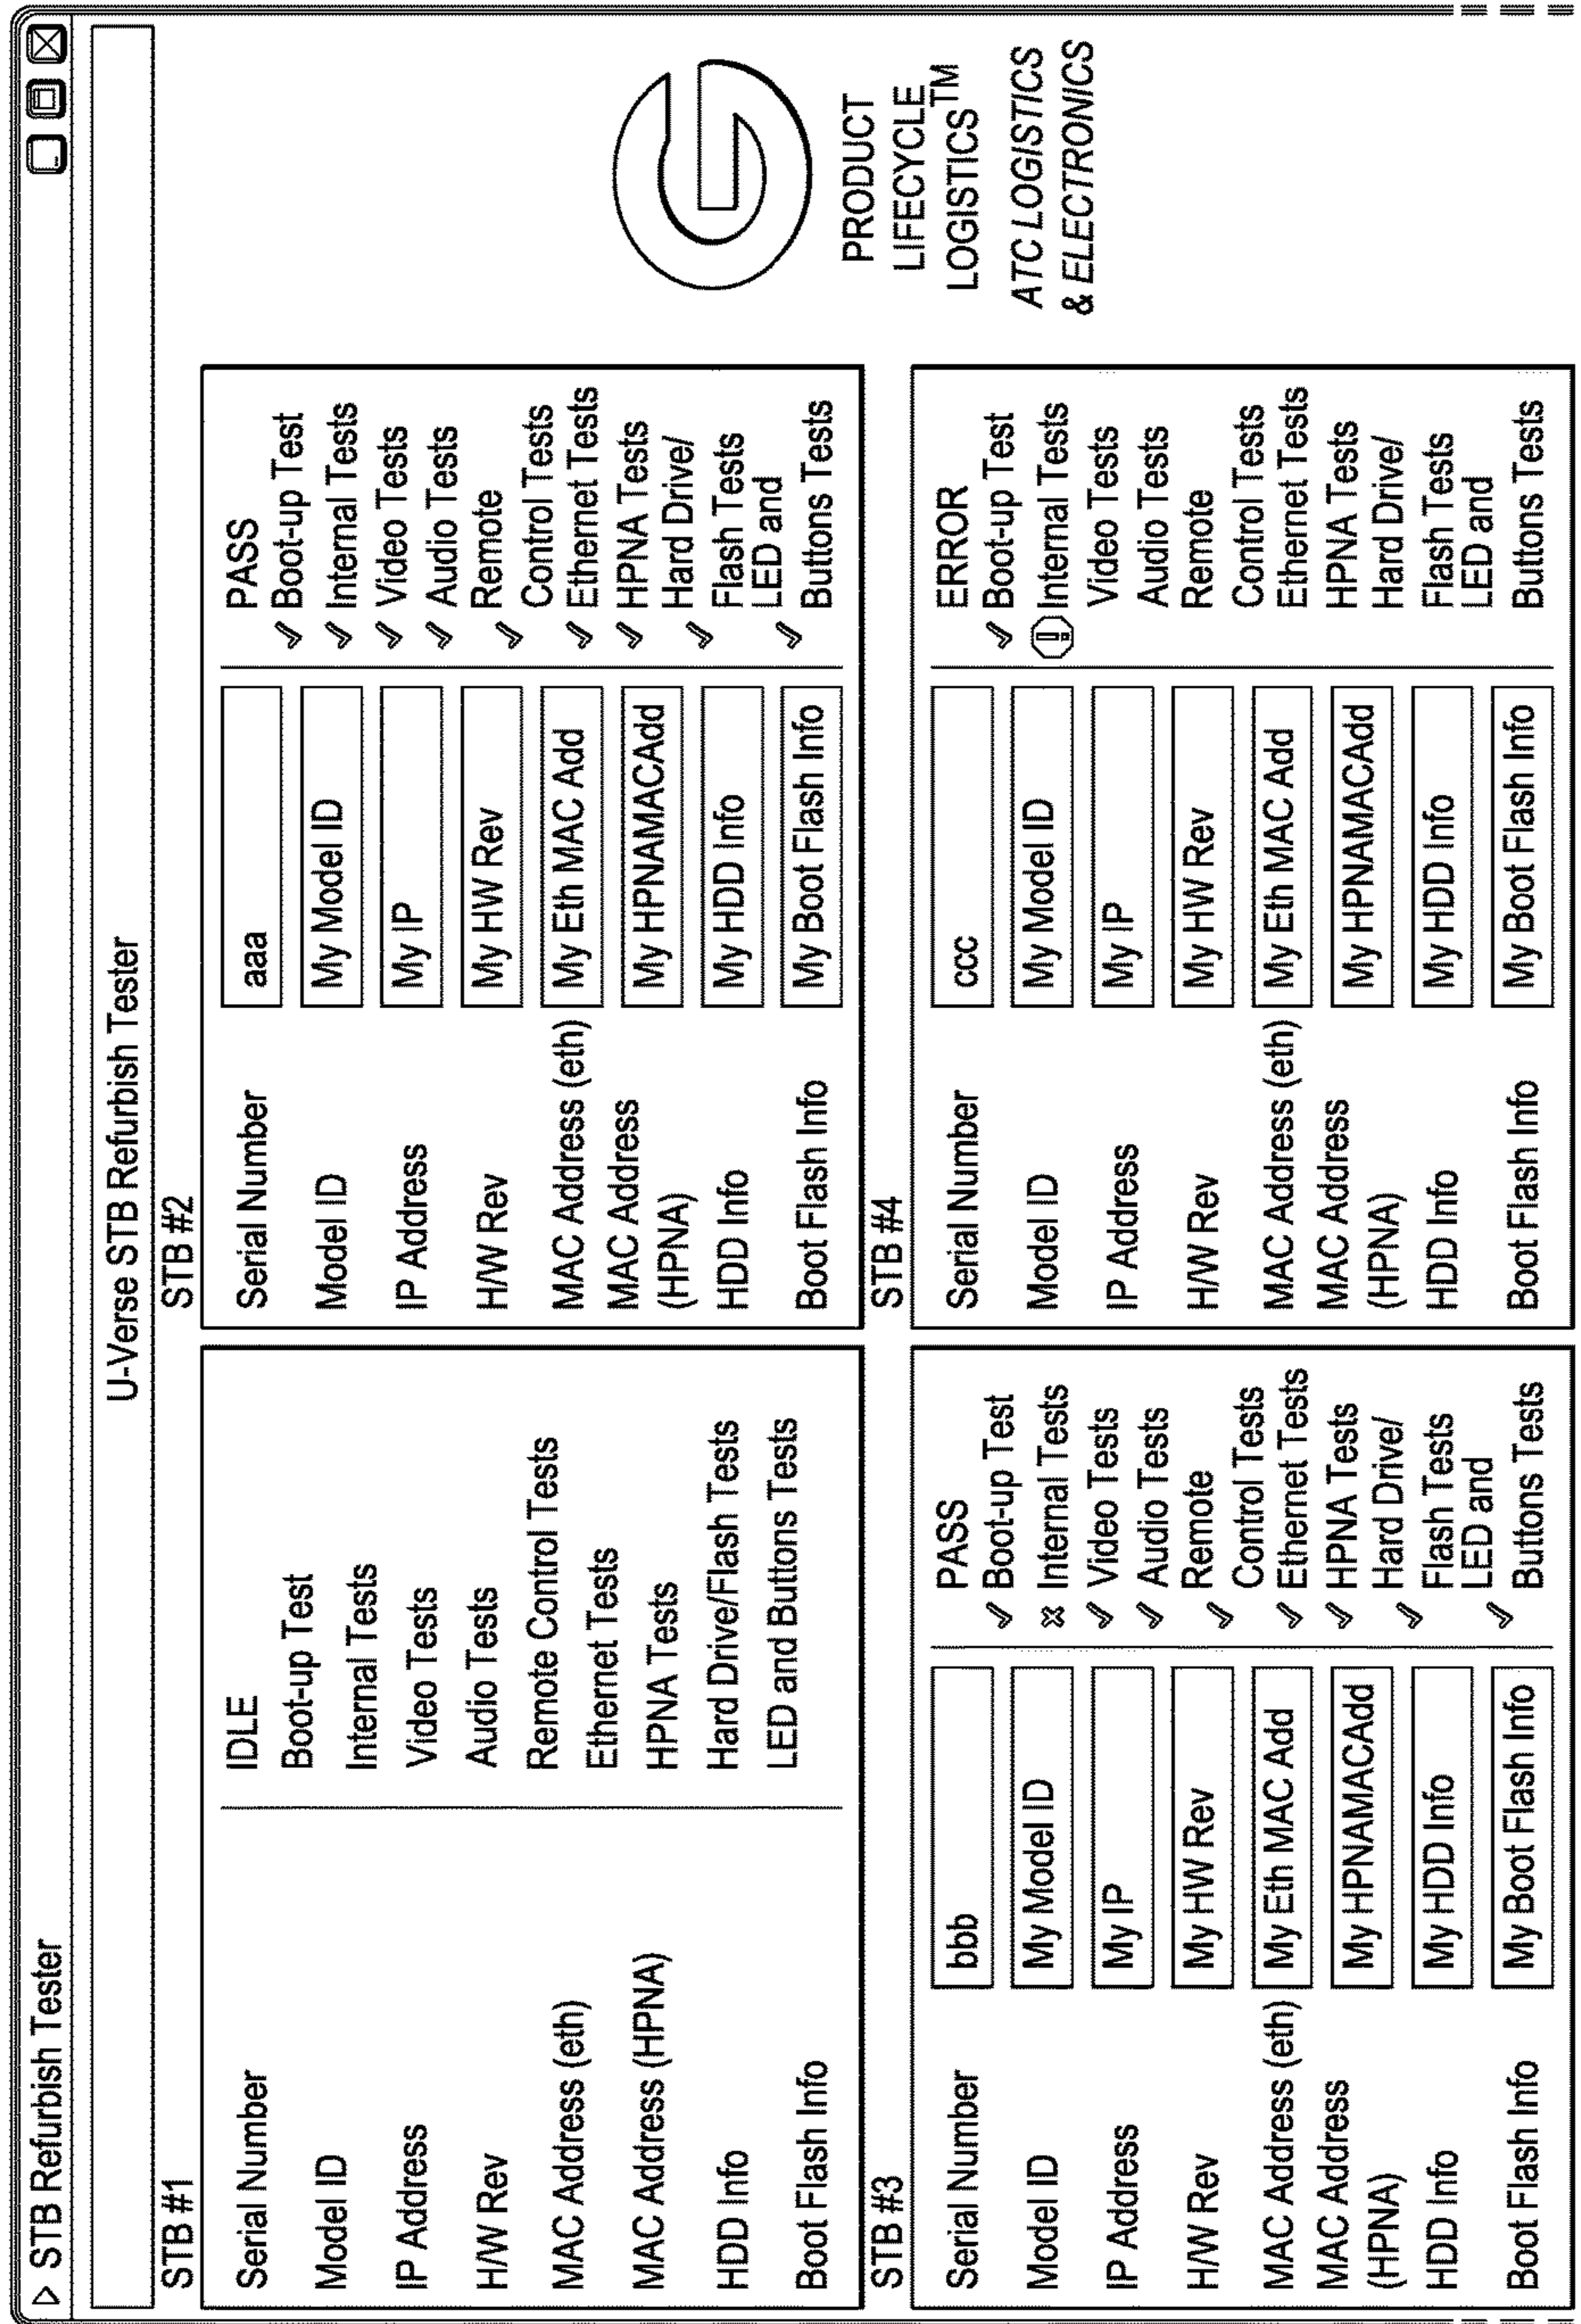 STB Refurbish Tester
U-Verse STB Refurbish Tester
STB #1
Serial Number
Model ID
IP Address
H/W Rev
MAC Address (eth)
MAC Address (HPNA)
HDD Info
Boot Flash Info
IDLE
Boot-up Test
Internal Tests
Video Tests
Audio Tests
Remote Control Tests
Ethernet Tests
HPNA Tests
Hard Drive/Flash Tests
LED and Buttons Tests
STB #2
Serial Number aaa
Model ID My Model ID
IP Address My IP
H/W Rev My HW Rev
MAC Address (eth) My Eth MAC Add
MAC Address My HPNAMACAdd
(HPNA)
HDD Info My HDD Info
Boot Flash Info My Boot Flash Info
PASS
Boot-up Test
Internal Tests
Video Tests
Audio Tests
Remote
Control Tests
Ethernet Tests
HPNA Tests
Hard Drive/
Flash Tests
LED and
Buttons Tests
STB #3
Serial Number bbb
Model ID My Model ID
IP Address My IP
H/W Rev My HW Rev
MAC Address (eth) My Eth MAC Add
MAC Address My HPNAMACAdd
(HPNA)
HDD Info My HDD Info
Boot Flash Info My Boot Flash Info
PASS
Boot-up Test
Internal Tests
Video Tests
Audio Tests
Remote
Control Tests
Ethernet Tests
HPNA Tests
Hard Drive/
Flash Tests
LED and
Buttons Tests
STB #4
Serial Number ccc
Model ID My Model ID
IP Address My IP
H/W Rev My HW Rev
MAC Address (eth) My Eth MAC Add
MAC Address My HPNAMACAdd
(HPNA)
HDD Info My HDD Info
Boot Flash Info My Boot Flash Info
ERROR
Boot-up Test
Internal Tests
Video Tests
Audio Tests
Remote
Control Tests
Ethernet Tests
HPNA Tests
Hard Drive/
Flash Tests
LED and
Buttons Tests
PRODUCT
LIFECYCLE
LOGISTICS™
ATC LOGISTICS
& ELECTRONICS